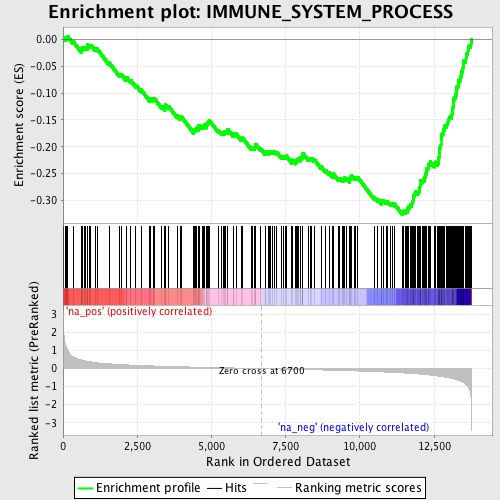 Enrichment plot: IMMUNE_SYSTEM_PROCESS
Enrichment score (ES)
0.00
-0.05
-0.10
-0.15
-0.20
-0.25
-0.30
Ranked list metric (PreRanked)
'na_pos' (positively correlated)
3
2
1
0
-1
-2
-3
Zero cross at 6700
'na_neg' (negatively correlated)
0
2,500
5,000
7,500
10,000
12,500
Rank in Ordered Dataset
Enrichment profile
Hits
Ranking metric scores